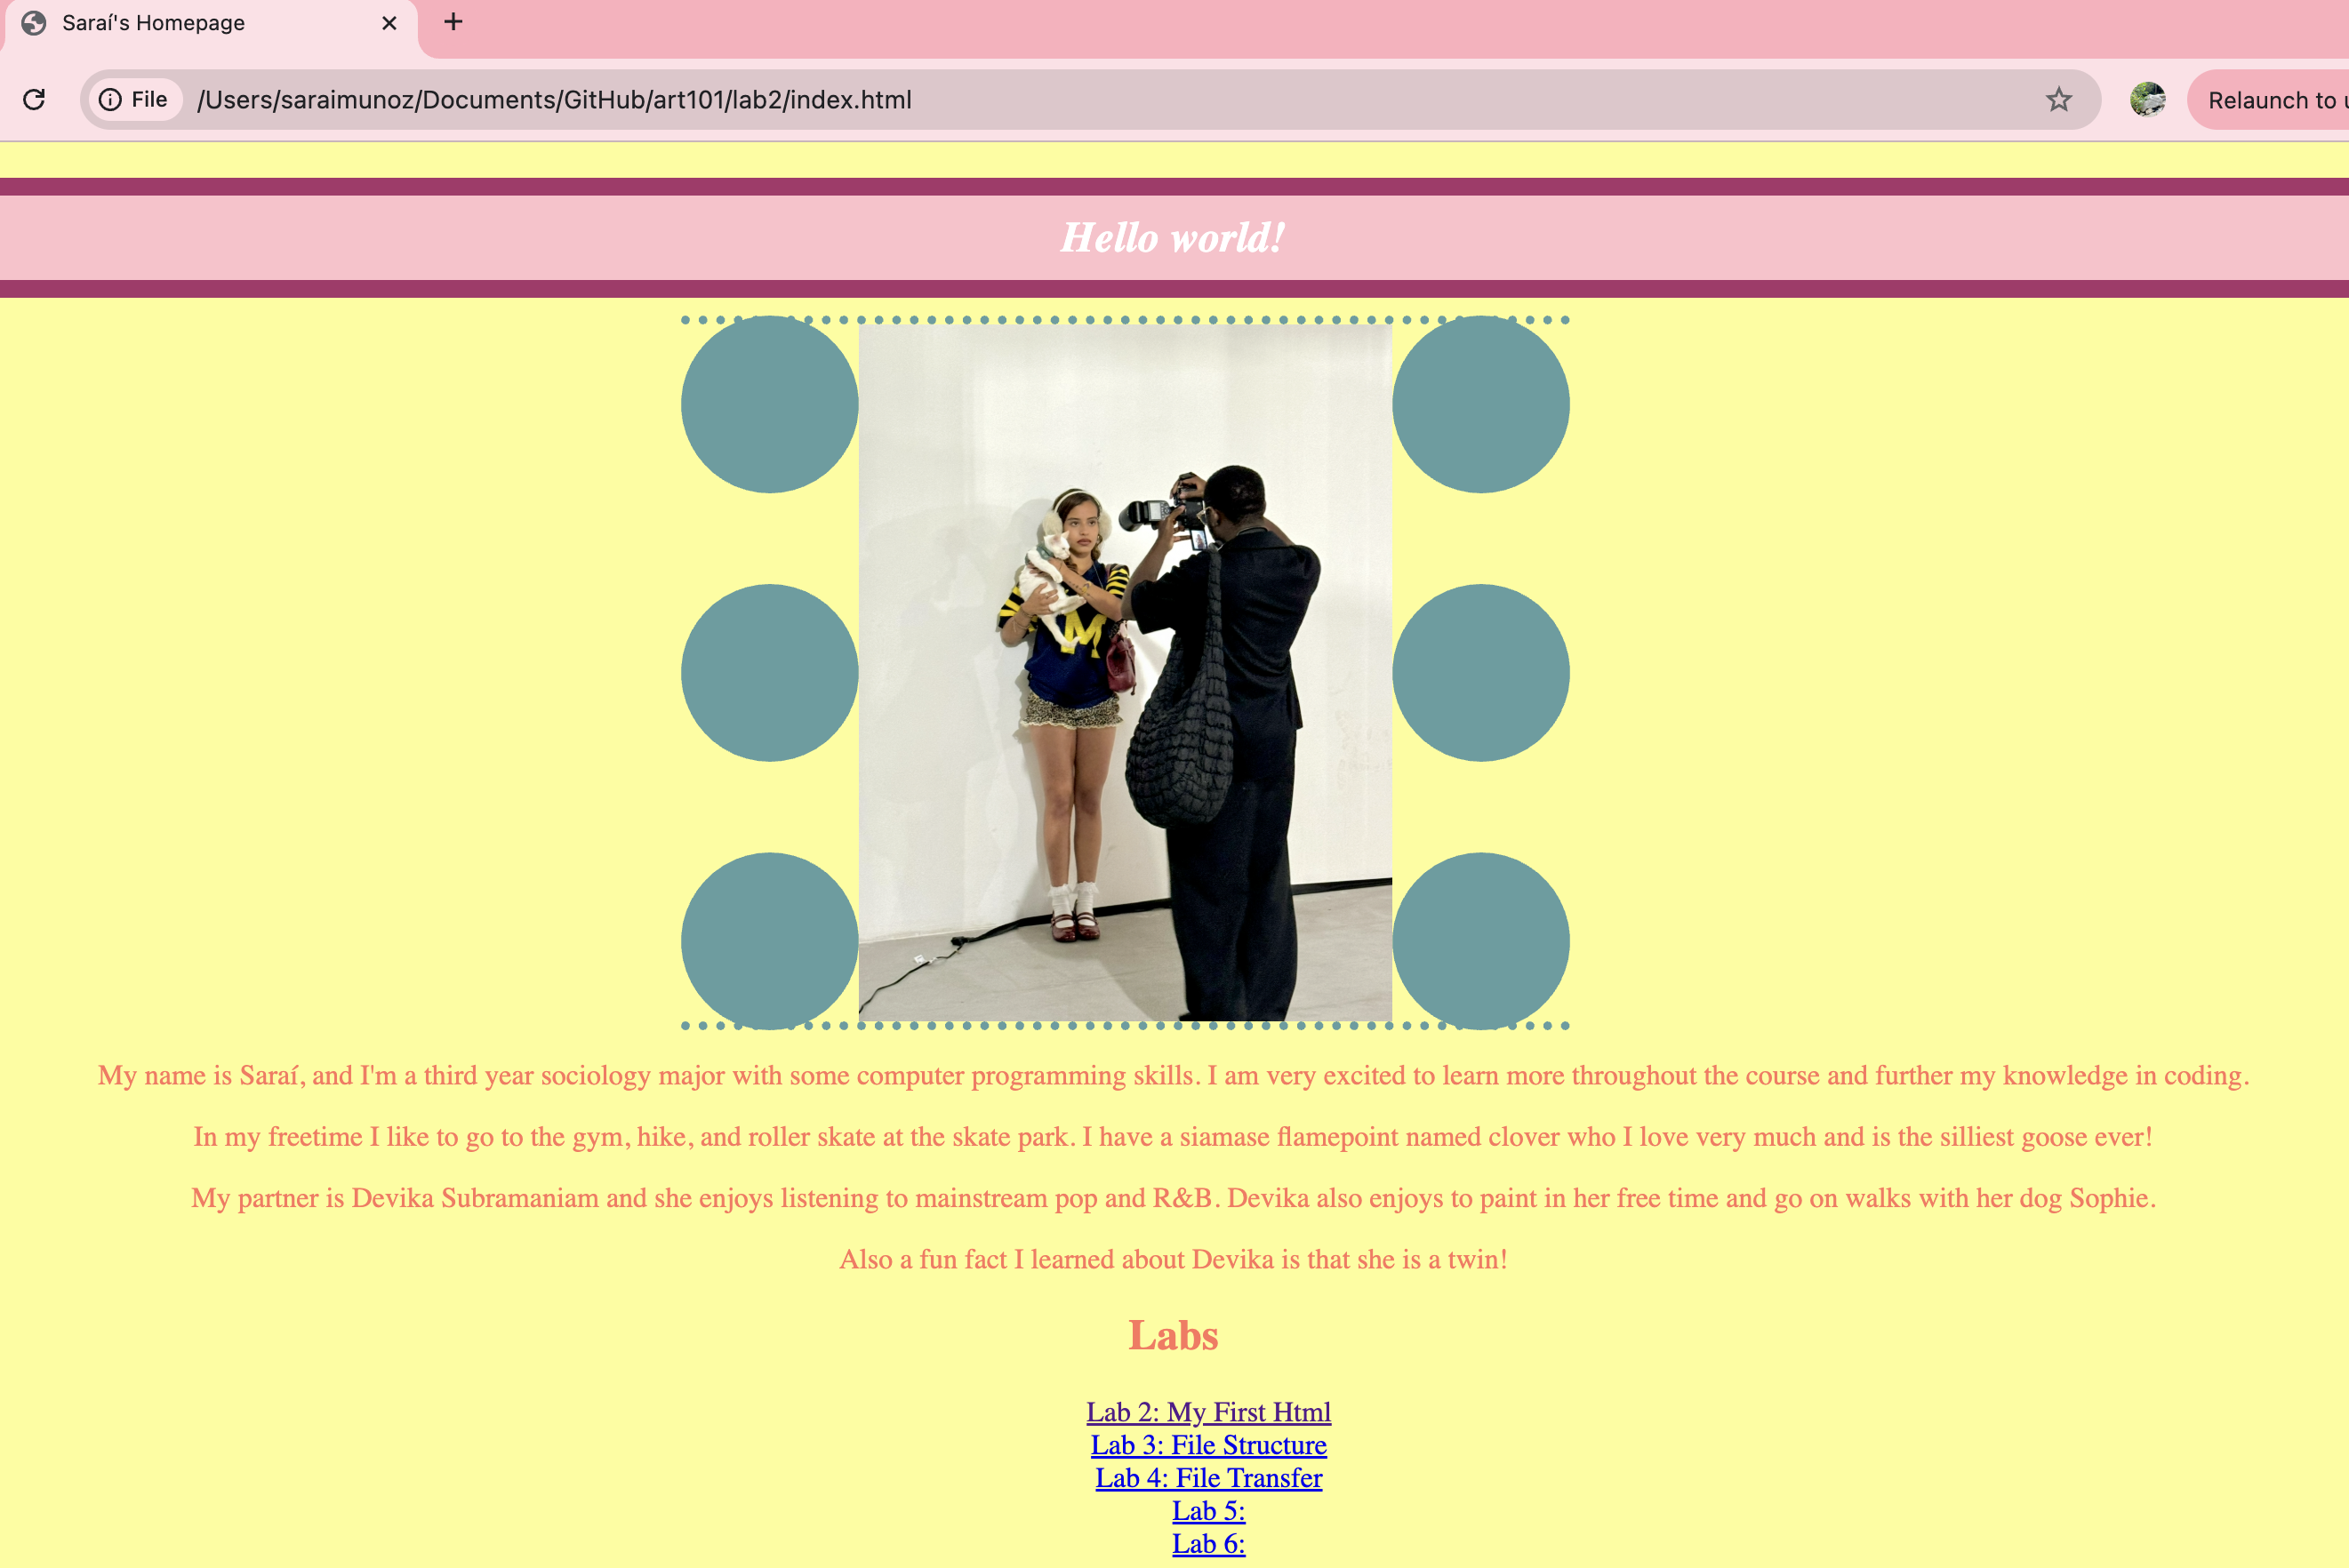 Saraí's Homepage
File /Users/saraimunoz/Documents/GitHub/art101/lab2/index.html
Relaunch to
Hello world!
M
My name is Saraí, and I'm a third year sociology major with some computer programming skills. I am very excited to learn more throughout the course and further my knowledge in coding.
In my freetime I like to go to the gym, hike, and roller skate at the skate park. I have a siamase flamepoint named clover who I love very much and is the silliest goose ever!
My partner is Devika Subramaniam and she enjoys listening to mainstream pop and R&B. Devika also enjoys to paint in her free time and go on walks with her dog Sophie.
Also a fun fact I learned about Devika is that she is a twin!
Labs
Lab 2: My First Html
Lab 3: File Structure
Lab 4: File Transfer
Lab 5:
Lab 6: